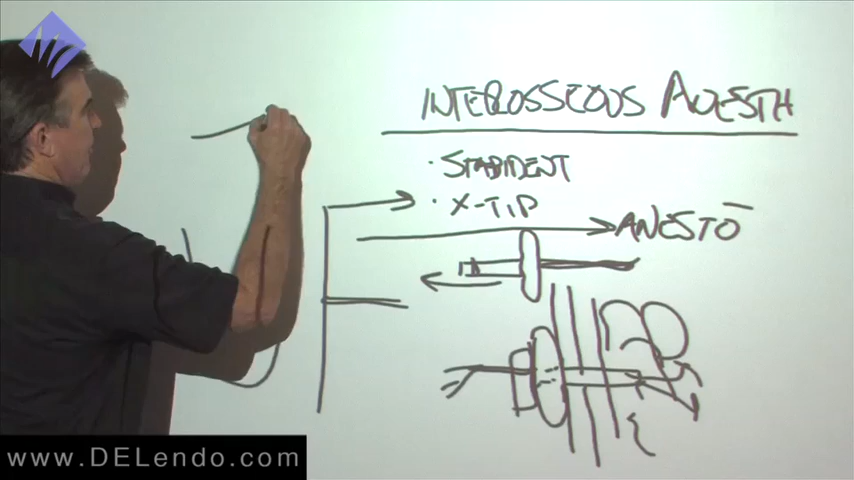 INTEROSSEOUS ANESTH
· STABIDENT
· X-TIP
ANESTO
www.DELendo.com